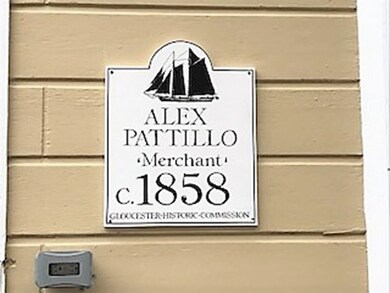 ALEX
PATTILLO
•Merchant•
C.1858
GLOUCESTER•HISTORIC•COMMISSION